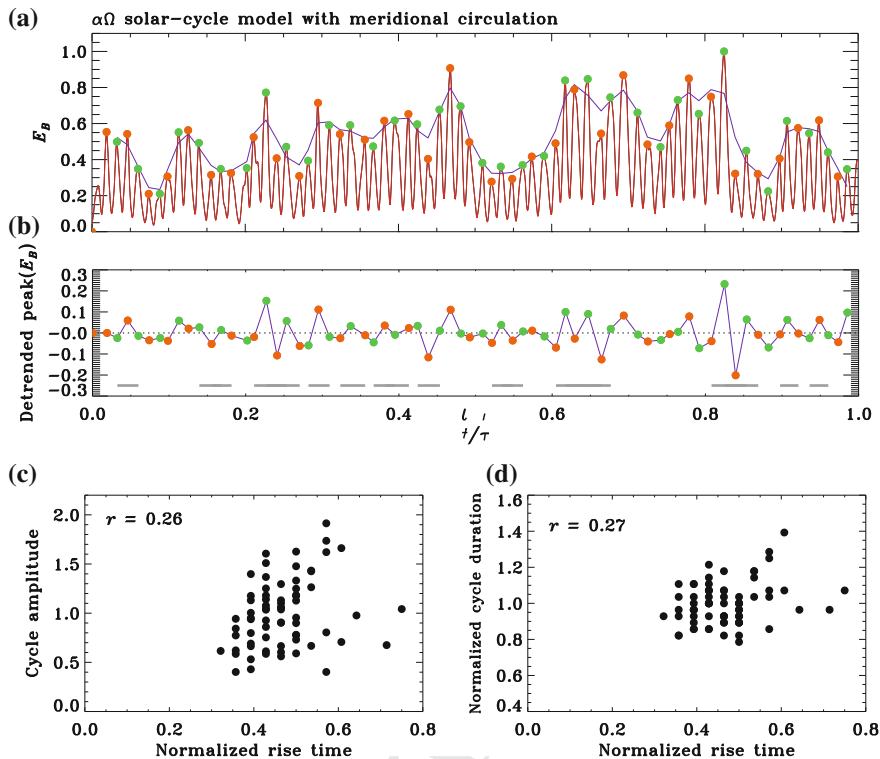 (a)
αΩ solar-cycle model with meridional circulation
1.0
0.8
0.6
0.4
0.2
0.0
E_B
(b)
0.3
0.2
0.1
-0.0
-0.1
-0.2
-0.3
Detrended peak(E_B)
0.0 0.2 0.4 0.6 0.8 1.0
t/τ
(c)
r = 0.26
2.0
1.5
1.0
0.5
0.0
Cycle amplitude
0.0 0.2 0.4 0.6 0.8
Normalized rise time
(d)
r = 0.27
1.6
1.4
1.2
1.0
0.8
0.6
0.4
Normalized cycle duration
0.0 0.2 0.4 0.6 0.8
Normalized rise time